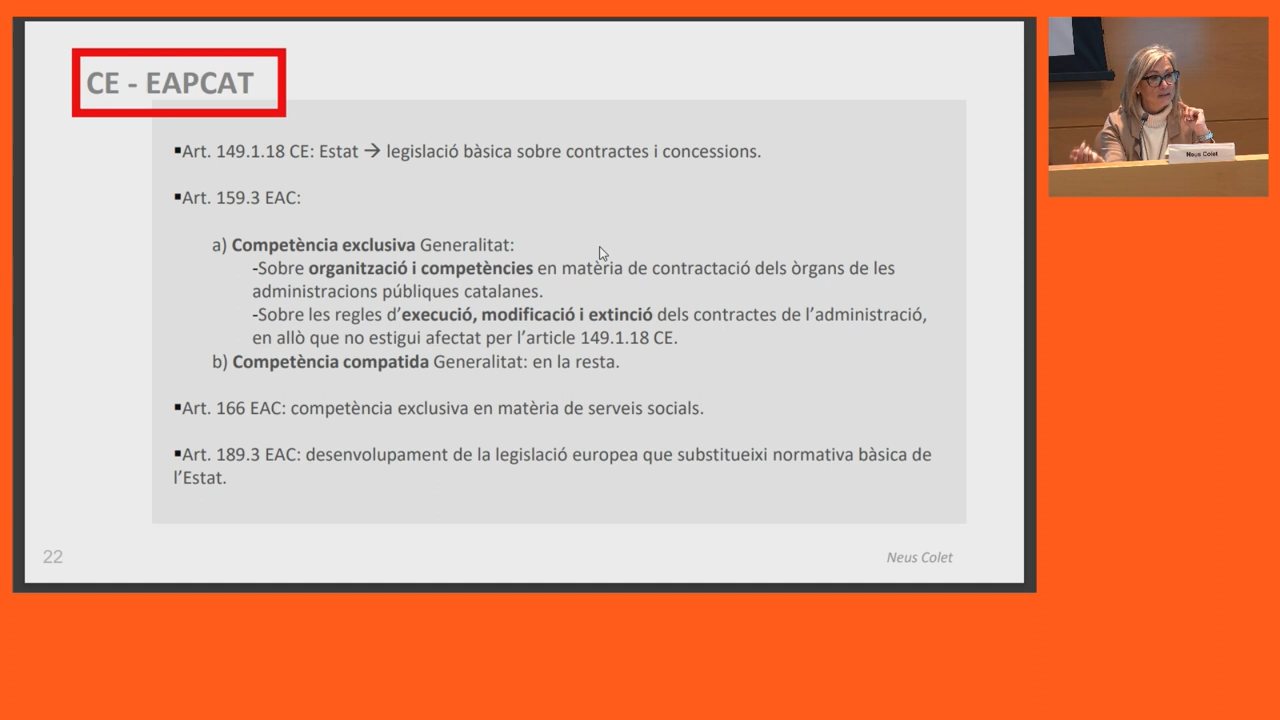 CE - EAPCAT
▪Art. 149.1.18 CE: Estat → legislació bàsica sobre contractes i concessions.
▪Art. 159.3 EAC:
a) Competència exclusiva Generalitat:
-Sobre organització i competències en matèria de contractació dels òrgans de les
administracions públiques catalanes.
-Sobre les regles d’execució, modificació i extinció dels contractes de l’administració,
en allò que no estigui afectat per l’article 149.1.18 CE.
b) Competència compatida Generalitat: en la resta.
▪Art. 166 EAC: competència exclusiva en matèria de serveis socials.
▪Art. 189.3 EAC: desenvolupament de la legislació europea que substitueixi normativa bàsica de
l’Estat.
22
Neus Colet
Neus Colet